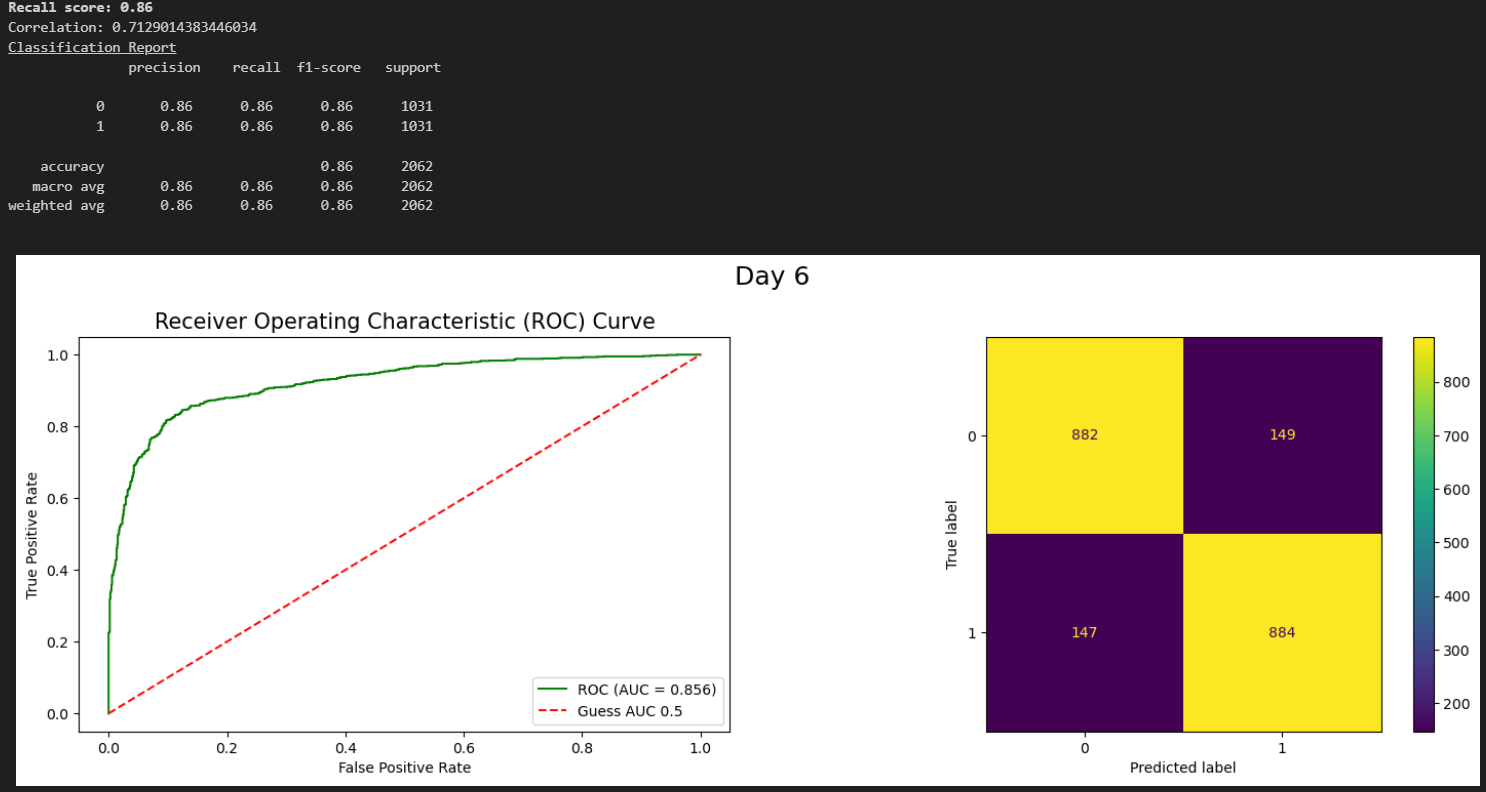 Recall score: 0.86
Correlation: 0.7129014383446034
Classification Report
precision recall f1-score support
0 0.86 0.86 0.86 1031
1 0.86 0.86 0.86 1031
accuracy 0.86 2062
macro avg 0.86 0.86 0.86 2062
weighted avg 0.86 0.86 0.86 2062
Day 6
Receiver Operating Characteristic (ROC) Curve
1.0
0.8
0.6
0.4
0.2
0.0
True Positive Rate
ROC (AUC = 0.856)
Guess AUC 0.5
0.0 0.2 0.4 0.6 0.8 1.0
False Positive Rate
True label
0
1
882 149
147 884
0 1
Predicted label
800
700
600
500
400
300
200